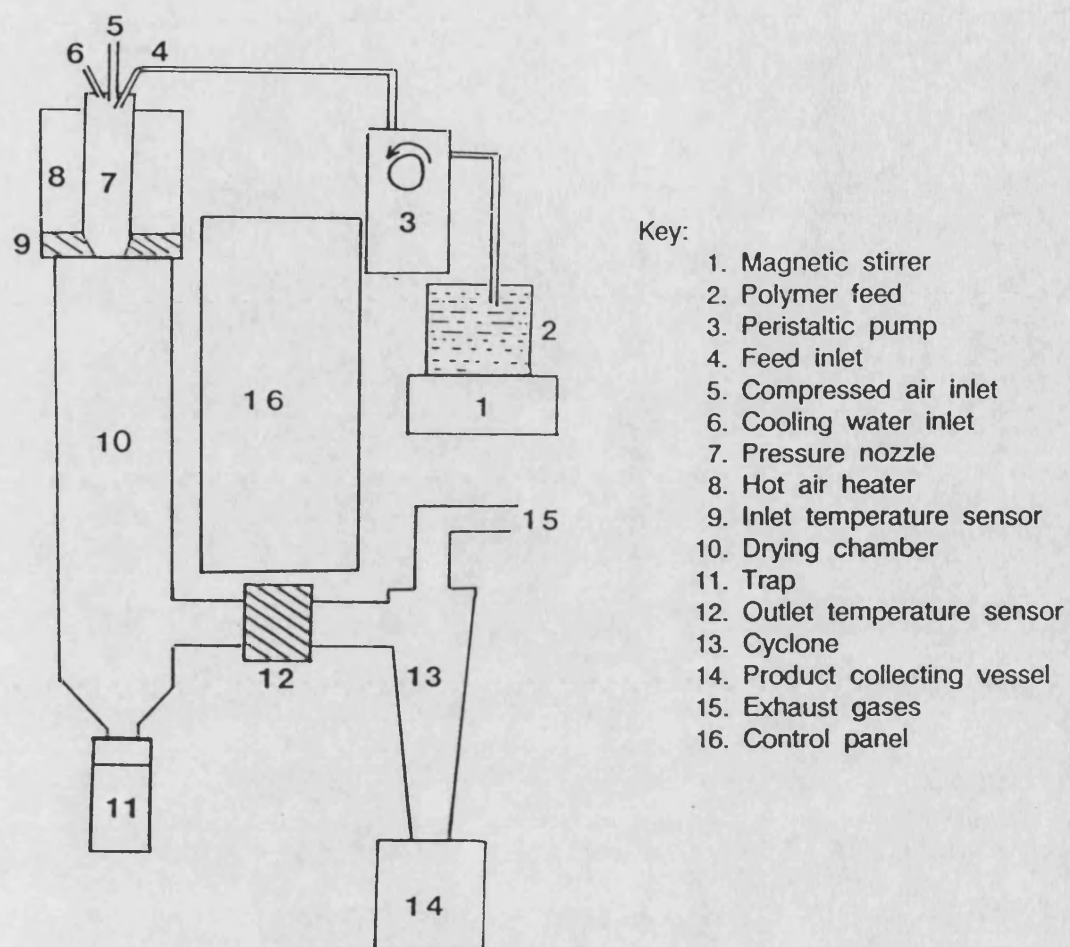 5
6
4
8
7
9
3
Key:
1. Magnetic stirrer
2. Polymer feed
3. Peristaltic pump
4. Feed inlet
5. Compressed air inlet
6. Cooling water inlet
7. Pressure nozzle
8. Hot air heater
9. Inlet temperature sensor
10. Drying chamber
11. Trap
12. Outlet temperature sensor
13. Cyclone
14. Product collecting vessel
15. Exhaust gases
16. Control panel
2
1
16
10
15
12
13
11
14